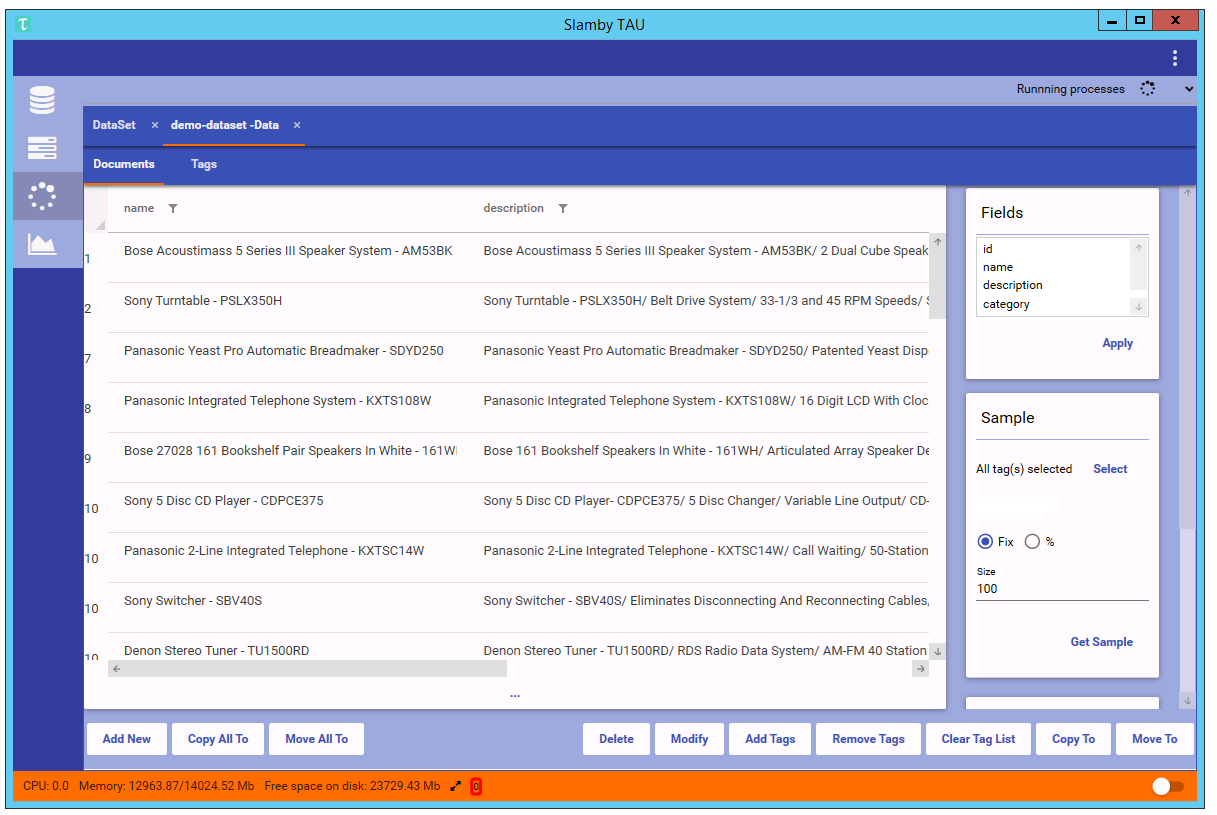 Slamby TAU
Runnning processes
DataSet × demo-dataset -Data ×
Documents Tags
name description
1 Bose Acoustimass 5 Series III Speaker System - AM53BK Bose Acoustimass 5 Series III Speaker System - AM53BK/ 2 Dual Cube Speak
2 Sony Turntable - PSLX350H Sony Turntable - PSLX350H/ Belt Drive System/ 33-1/3 and 45 RPM Speeds/
7 Panasonic Yeast Pro Automatic Breadmaker - SDYD250 Panasonic Yeast Pro Automatic Breadmaker - SDYD250/ Patented Yeast Disp
8 Panasonic Integrated Telephone System - KXTS108W Panasonic Integrated Telephone System - KXTS108W/ 16 Digit LCD With Cloc
9 Bose 27028 161 Bookshelf Pair Speakers In White - 161W Bose 161 Bookshelf Speakers In White - 161WH/ Articulated Array Speaker De
10 Sony 5 Disc CD Player - CDPCE375 Sony 5 Disc CD Player- CDPCE375/ 5 Disc Changer/ Variable Line Output/ CD-
10 Panasonic 2-Line Integrated Telephone - KXTSC14W Panasonic 2-Line Integrated Telephone - KXTSC14W/ Call Waiting/ 50-Station
10 Sony Switcher - SBV40S Sony Switcher - SBV40S/ Eliminates Disconnecting And Reconnecting Cables,
10 Denon Stereo Tuner - TU1500RD Denon Stereo Tuner - TU1500RD/ RDS Radio Data System/ AM-FM 40 Station
...
Fields
id
name
description
category
Apply
Sample
All tag(s) selected Select
Fix %
Size
100
Get Sample
Add New Copy All To Move All To Delete Modify Add Tags Remove Tags Clear Tag List Copy To Move To
CPU: 0.0 Memory: 12963.87/14024.52 Mb Free space on disk: 23729.43 Mb 0